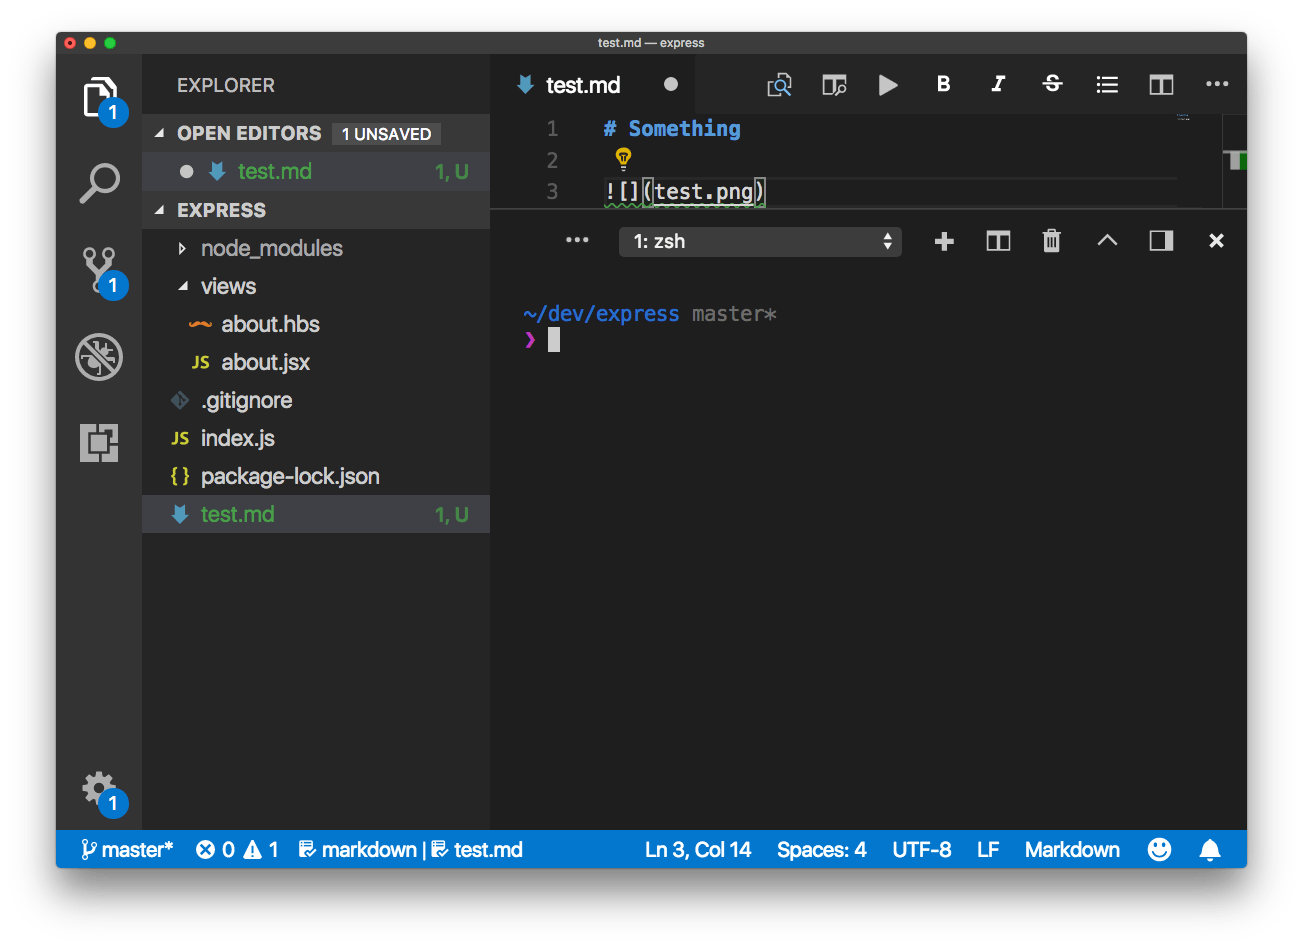 test.md — express
EXPLORER
OPEN EDITORS 1 UNSAVED
test.md 1, U
EXPRESS
node_modules
views
about.hbs
JS about.jsx
.gitignore
JS index.js
{} package-lock.json
test.md 1, U
1
1
1
test.md
B I S
1 # Something
2
3 ![](test.png)
1: zsh
~/dev/express master*
❯
master* 0 1 markdown | test.md Ln 3, Col 14 Spaces: 4 UTF-8 LF Markdown